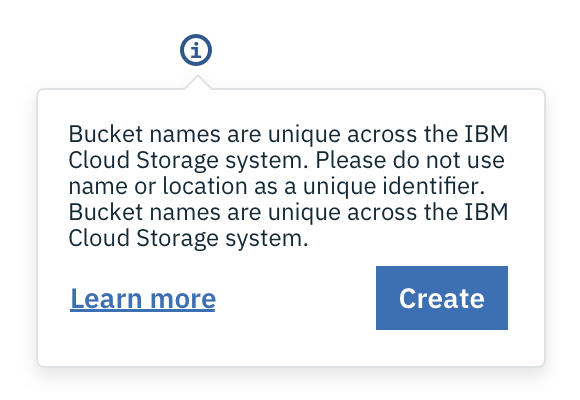 Bucket names are unique across the IBM
Cloud Storage system. Please do not use
name or location as a unique identifier.
Bucket names are unique across the IBM
Cloud Storage system.
Learn more
Create